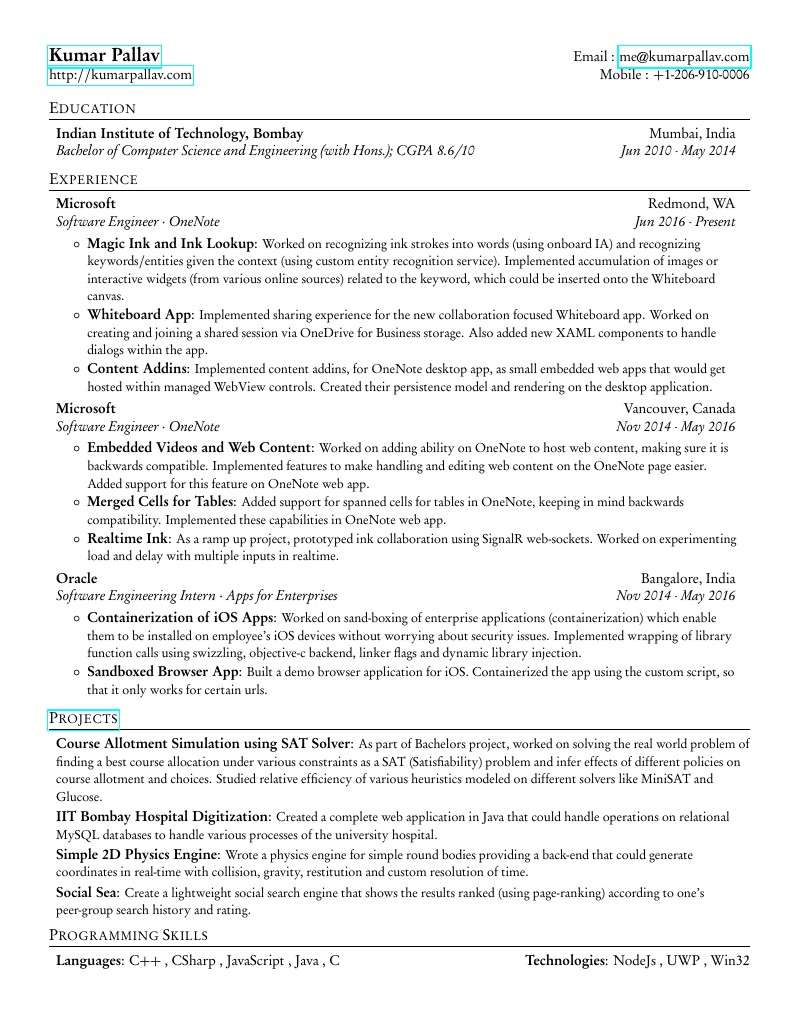 Kumar Pallav
Email : me@kumarpallav.com
http://kumarpallav.com
Mobile : +1-206-910-0006
EDUCATION
Indian Institute of Technology, Bombay
Mumbai, India
Bachelor of Computer Science and Engineering (with Hons.); CGPA 8.6/10
Jun 2010 - May 2014
EXPERIENCE
Microsoft
Redmond, WA
Software Engineer · OneNote
Jun 2016 - Present
◦ Magic Ink and Ink Lookup: Worked on recognizing ink strokes into words (using onboard IA) and recognizing
keywords/entities given the context (using custom entity recognition service). Implemented accumulation of images or
interactive widgets (from various online sources) related to the keyword, which could be inserted onto the Whiteboard
canvas.
◦ Whiteboard App: Implemented sharing experience for the new collaboration focused Whiteboard app. Worked on
creating and joining a shared session via OneDrive for Business storage. Also added new XAML components to handle
dialogs within the app.
◦ Content Addins: Implemented content addins, for OneNote desktop app, as small embedded web apps that would get
hosted within managed WebView controls. Created their persistence model and rendering on the desktop application.
Microsoft
Vancouver, Canada
Software Engineer · OneNote
Nov 2014 - May 2016
◦ Embedded Videos and Web Content: Worked on adding ability on OneNote to host web content, making sure it is
backwards compatible. Implemented features to make handling and editing web content on the OneNote page easier.
Added support for this feature on OneNote web app.
◦ Merged Cells for Tables: Added support for spanned cells for tables in OneNote, keeping in mind backwards
compatibility. Implemented these capabilities in OneNote web app.
◦ Realtime Ink: As a ramp up project, prototyped ink collaboration using SignalR web-sockets. Worked on experimenting
load and delay with multiple inputs in realtime.
Oracle
Bangalore, India
Software Engineering Intern · Apps for Enterprises
Nov 2014 - May 2016
◦ Containerization of iOS Apps: Worked on sand-boxing of enterprise applications (containerization) which enable
them to be installed on employee's iOS devices without worrying about security issues. Implemented wrapping of library
function calls using swizzling, objective-c backend, linker flags and dynamic library injection.
◦ Sandboxed Browser App: Built a demo browser application for iOS. Containerized the app using the custom script, so
that it only works for certain urls.
PROJECTS
Course Allotment Simulation using SAT Solver: As part of Bachelors project, worked on solving the real world problem of
finding a best course allocation under various constraints as a SAT (Satisfiability) problem and infer effects of different policies on
course allotment and choices. Studied relative efficiency of various heuristics modeled on different solvers like MiniSAT and
Glucose.
IIT Bombay Hospital Digitization: Created a complete web application in Java that could handle operations on relational
MySQL databases to handle various processes of the university hospital.
Simple 2D Physics Engine: Wrote a physics engine for simple round bodies providing a back-end that could generate
coordinates in real-time with collision, gravity, restitution and custom resolution of time.
Social Sea: Create a lightweight social search engine that shows the results ranked (using page-ranking) according to one's
peer-group search history and rating.
PROGRAMMING SKILLS
Languages: C++ , CSharp , JavaScript , Java , C
Technologies: NodeJs , UWP , Win32